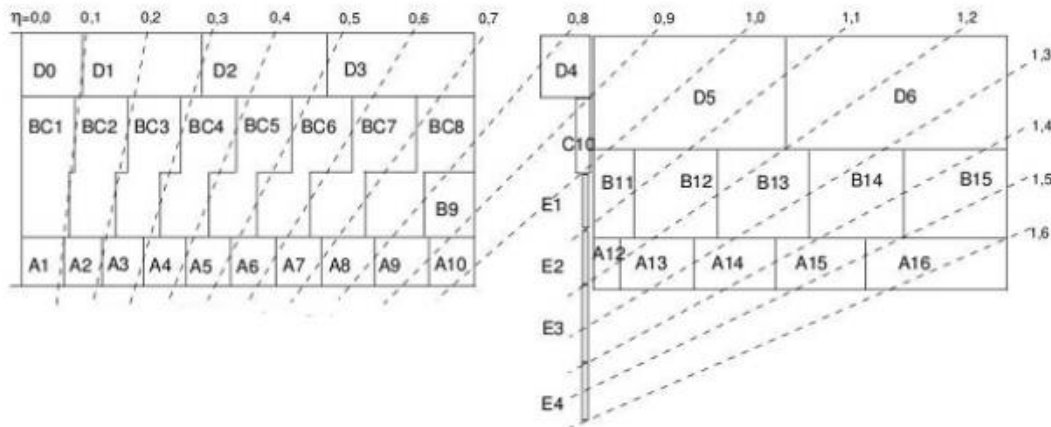 η=0,0 0,1 0,2 0,3 0,4 0,5 0,6 0,7 0,8 0,9 1,0 1,1 1,2
1,3
D0 D1 D2 D3 D4 D5 D6
BC1 BC2 BC3 BC4 BC5 BC6 BC7 BC8 C10
1,4
B9 E1 B11 B12 B13 B14 B15 1,5
1,6
A1 A2 A3 A4 A5 A6 A7 A8 A9 A10 E2 A12 A13 A14 A15 A16
E3
E4